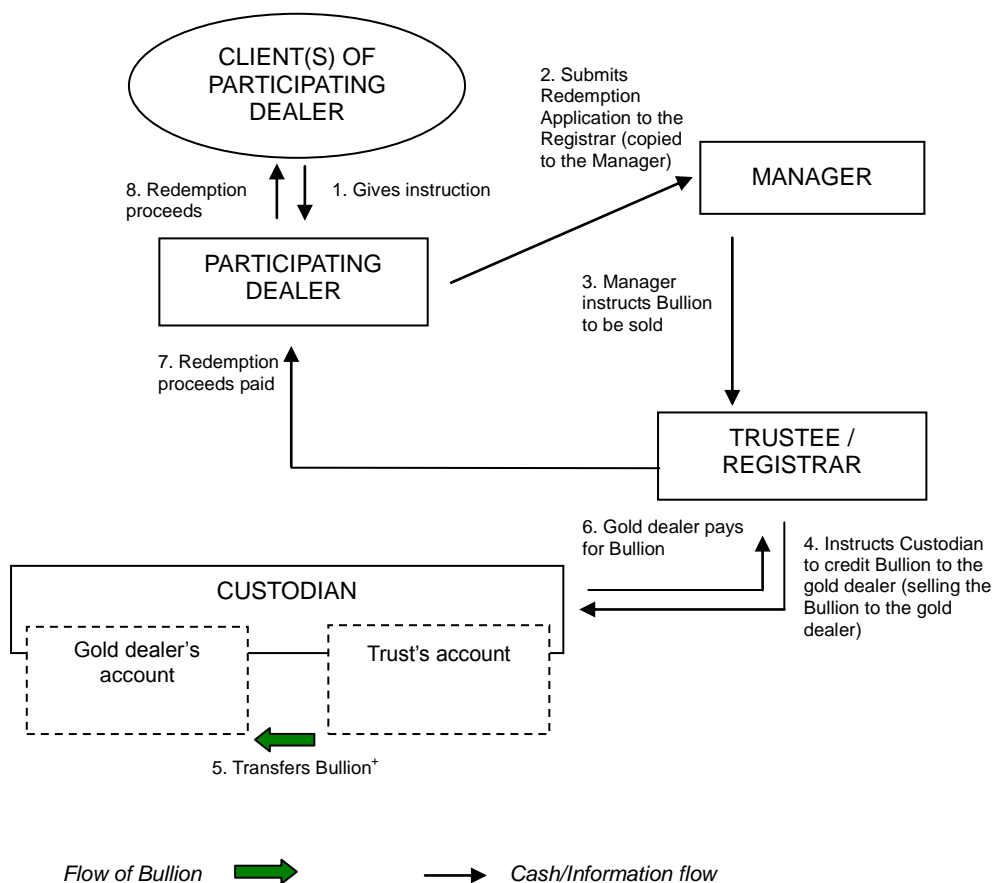 CLIENT(S) OF
PARTICIPATING
DEALER
2. Submits
Redemption
Application to the
Registrar (copied
to the Manager)
MANAGER
8. Redemption
proceeds
1. Gives instruction
PARTICIPATING
DEALER
3. Manager
instructs Bullion
to be sold
7. Redemption
proceeds paid
TRUSTEE /
REGISTRAR
6. Gold dealer pays
for Bullion
4. Instructs Custodian
to credit Bullion to the
gold dealer (selling the
Bullion to the gold
dealer)
CUSTODIAN
Gold dealer’s
account
Trust’s account
5. Transfers Bullion⁺
Flow of Bullion
Cash/Information flow